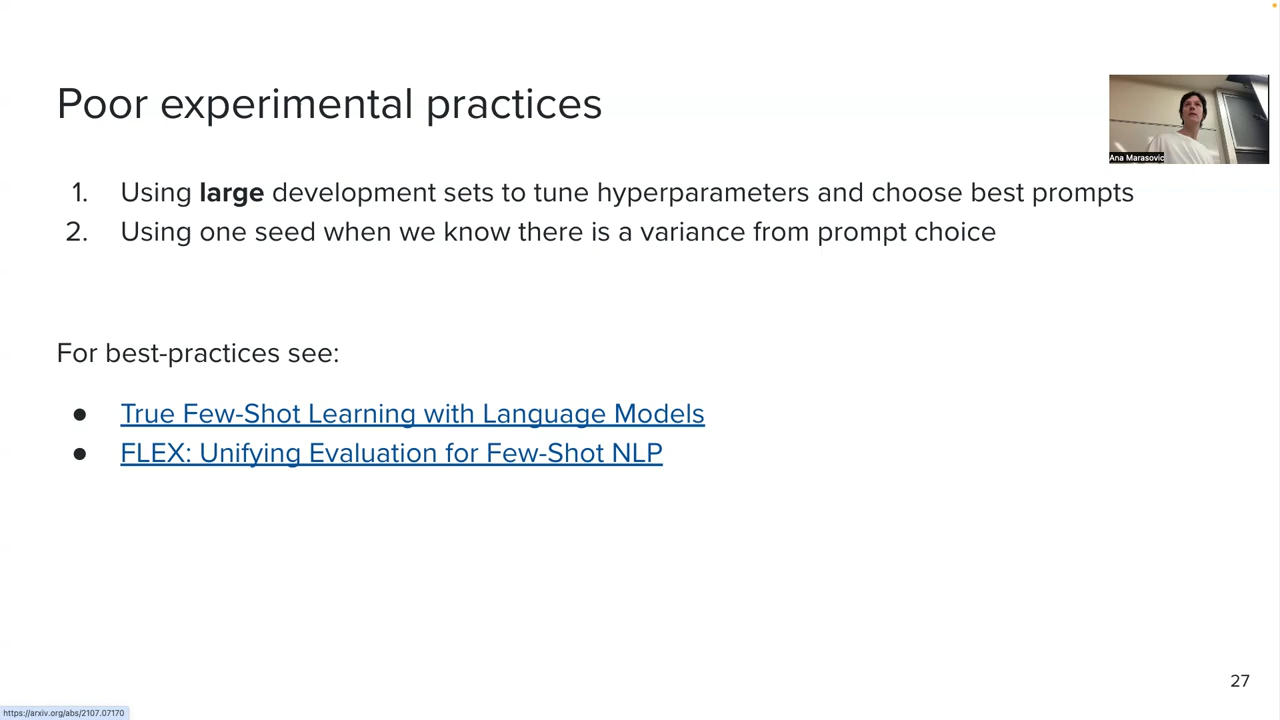 Poor experimental practices
Ana Marasovic
1. Using large development sets to tune hyperparameters and choose best prompts
2. Using one seed when we know there is a variance from prompt choice
For best-practices see:
● True Few-Shot Learning with Language Models
● FLEX: Unifying Evaluation for Few-Shot NLP
27
https://arxiv.org/abs/2107.07170